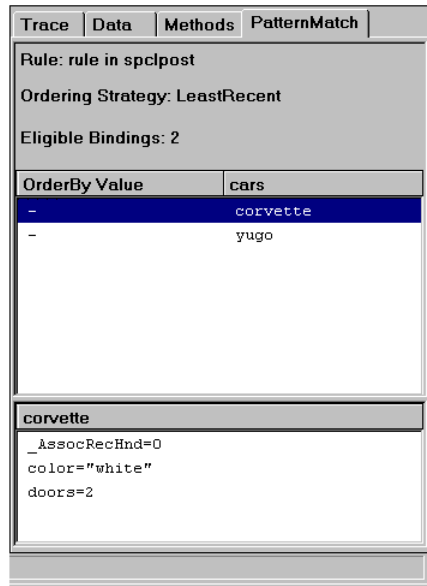 Trace Data Methods PatternMatch
Rule: rule in spclpost
Ordering Strategy: LeastRecent
Eligible Bindings: 2
OrderBy Value cars
– corvette
– yugo
corvette
_AssocRecHnd=0
color="white"
doors=2